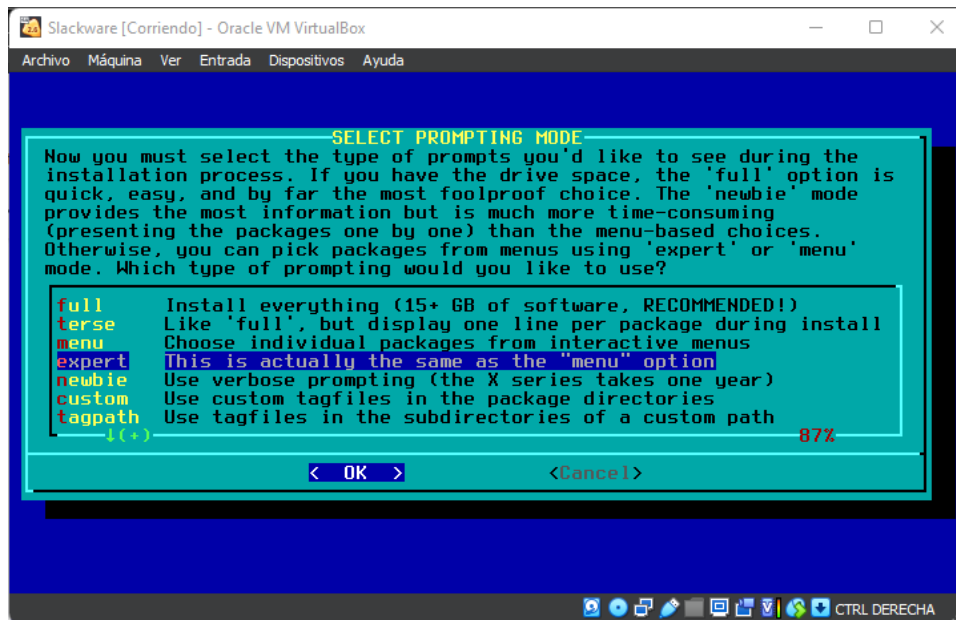 Slackware [Corriendo] - Oracle VM VirtualBox
Archivo Máquina Ver Entrada Dispositivos Ayuda
SELECT PROMPTING MODE
Now you must select the type of prompts you'd like to see during the
installation process. If you have the drive space, the 'full' option is
quick, easy, and by far the most foolproof choice. The 'newbie' mode
provides the most information but is much more time-consuming
(presenting the packages one by one) than the menu-based choices.
Otherwise, you can pick packages from menus using 'expert' or 'menu'
mode. Which type of prompting would you like to use?
full Install everything (15+ GB of software, RECOMMENDED!)
terse Like 'full', but display one line per package during install
menu Choose individual packages from interactive menus
expert This is actually the same as the "menu" option
newbie Use verbose prompting (the X series takes one year)
custom Use custom tagfiles in the package directories
tagpath Use tagfiles in the subdirectories of a custom path
↓(+) 87%
< OK > <Cancel>
CTRL DERECHA